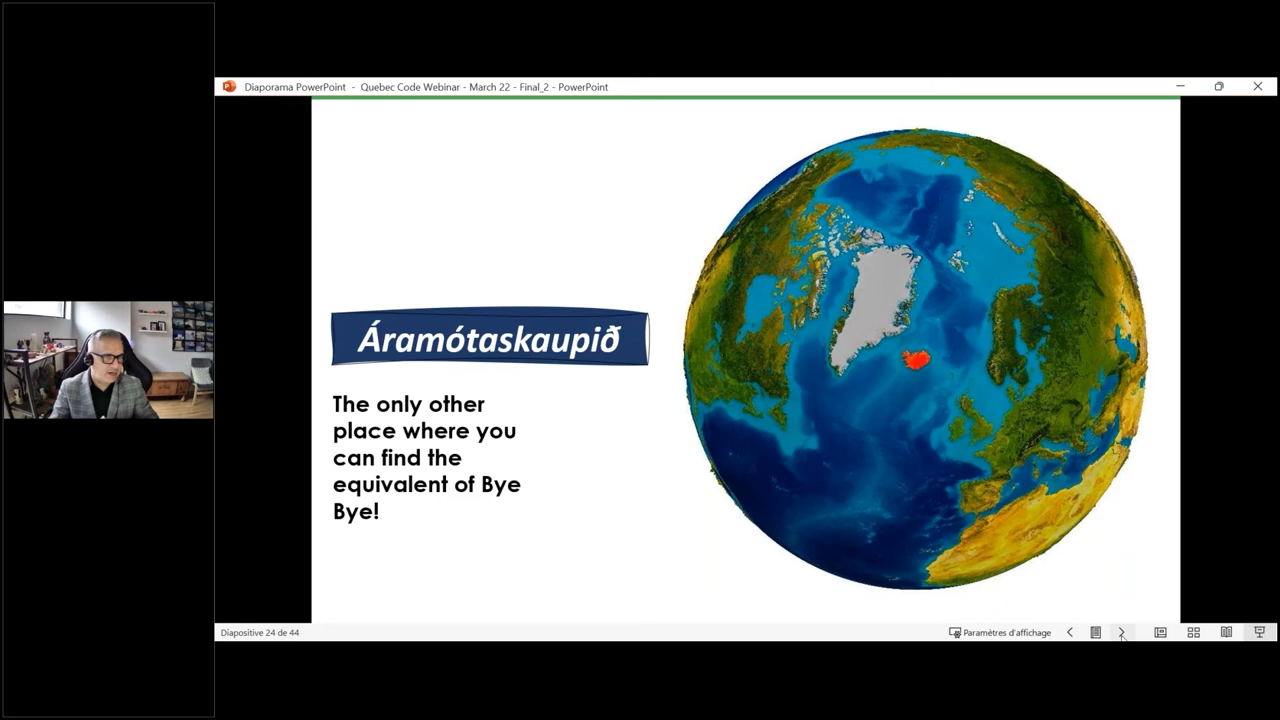 Diaporama PowerPoint - Quebec Code Webinar - March 22 - Final_2 - PowerPoint
Áramótaskaupið
The only other
place where you
can find the
equivalent of Bye
Bye!
Diapositive 24 de 44
Paramètres d'affichage